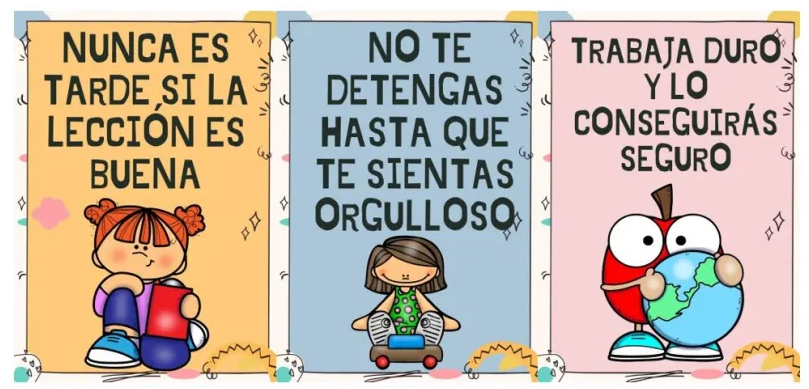 NUNCA ES
TARDE SI LA
LECCIÓN ES
BUENA
NO TE
DETENGAS
HASTA QUE
TE SIENTAS
ORGULLOSO
TRABAJA DURO
Y LO
CONSEGUIRÁS
SEGURO